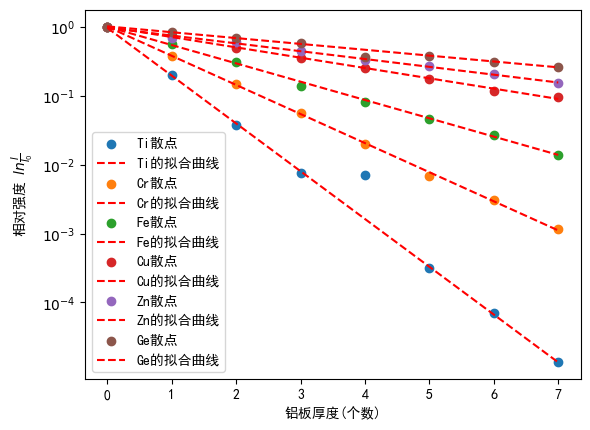 10⁰
10⁻¹
10⁻²
10⁻³
10⁻⁴
相对强度 ln I/I₀
Ti散点
Ti的拟合曲线
Cr散点
Cr的拟合曲线
Fe散点
Fe的拟合曲线
Cu散点
Cu的拟合曲线
Zn散点
Zn的拟合曲线
Ge散点
Ge的拟合曲线
0 1 2 3 4 5 6 7
铝板厚度(个数)